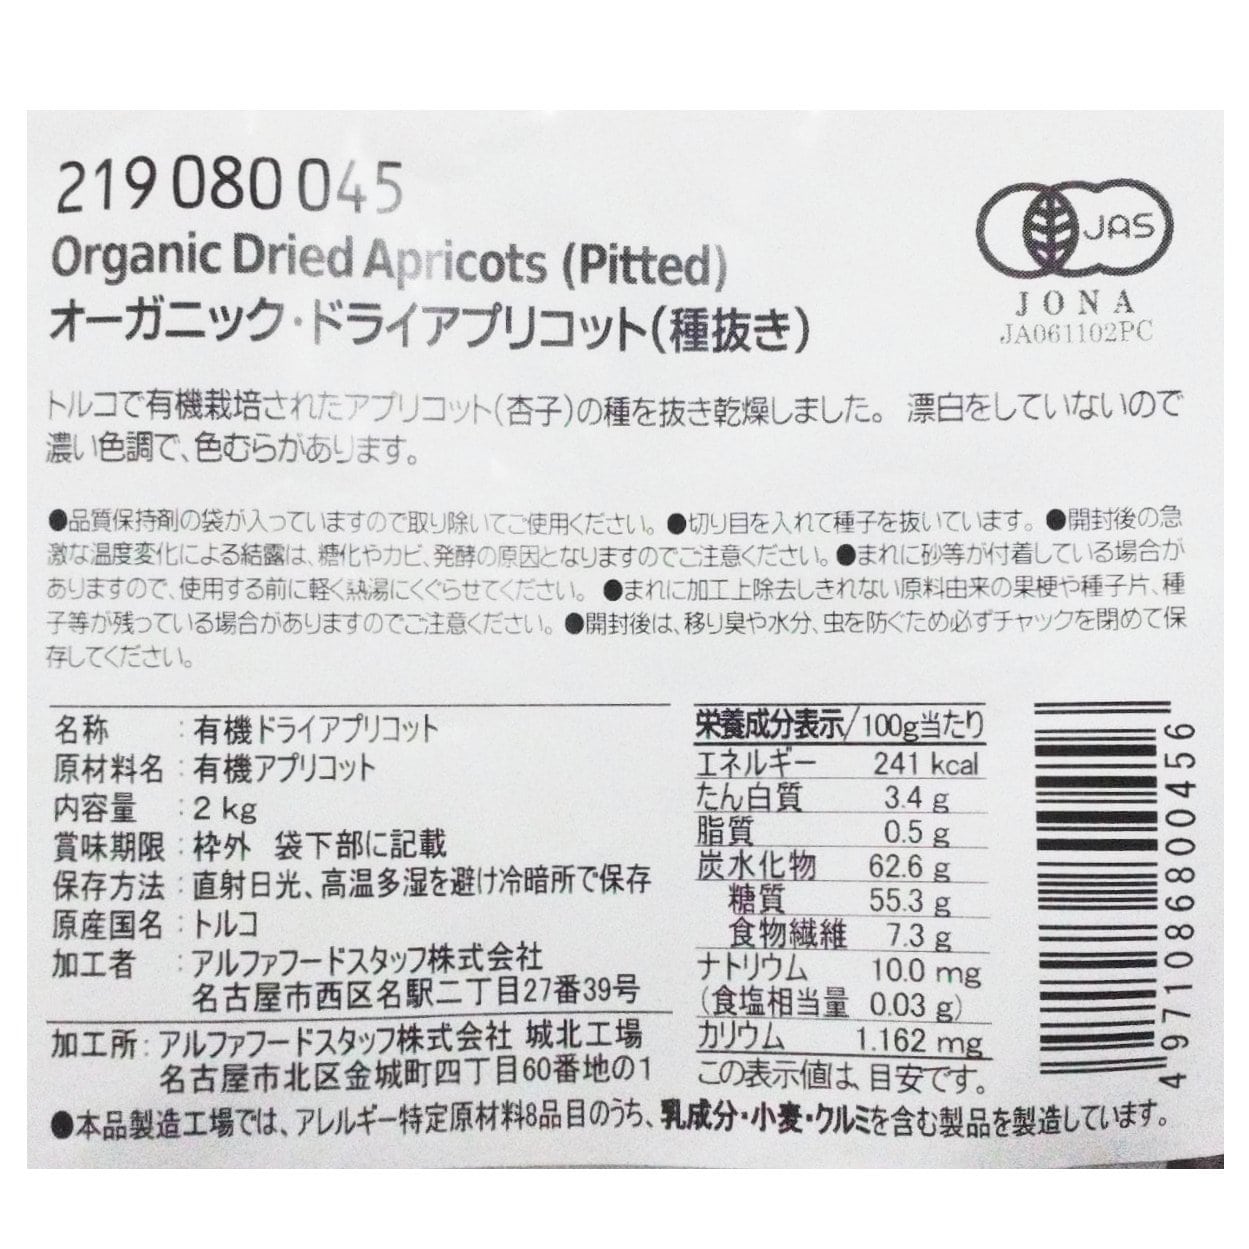 219 080 045
Organic Dried Apricots (Pitted)
オーガニック・ドライアプリコット(種抜き)
JAS
JONA
JA061102PC
トルコで有機栽培されたアプリコット(杏子)の種を抜き乾燥しました。 漂白をしていないので
濃い色調で、色むらがあります。
●品質保持剤の袋が入っていますので取り除いてご使用ください。●切り目を入れて種子を抜いています。●開封後の急
激な温度変化による結露は、糖化やカビ、発酵の原因となりますのでご注意ください。●まれに砂等が付着している場合が
ありますので、使用する前に軽く熱湯にくぐらせてください。 ●まれに加工上除去しきれない原料由来の果梗や種子片、種
子等が残っている場合がありますのでご注意ください。●開封後は、移り臭や水分、虫を防ぐため必ずチャックを閉めて保
存してください。
名称 : 有機ドライアプリコット
原材料名 : 有機アプリコット
内容量 : 2 kg
賞味期限 : 枠外 袋下部に記載
保存方法 : 直射日光、高温多湿を避け冷暗所で保存
原産国名 : トルコ
加工者 : アルファフードスタッフ株式会社
名古屋市西区名駅二丁目27番39号
加工所: アルファフードスタッフ株式会社 城北工場
名古屋市北区金城町四丁目60番地の1
栄養成分表示/100g当たり
エネルギー 241 kcal
たん白質 3.4 g
脂質 0.5 g
炭水化物 62.6 g
糖質 55.3 g
食物繊維 7.3 g
ナトリウム 10.0 mg
(食塩相当量 0.03 g)
カリウム 1.162 mg
この表示値は、目安です。
4971086800456
●本品製造工場では、アレルギー特定原材料8品目のうち、乳成分・小麦・クルミを含む製品を製造しています。